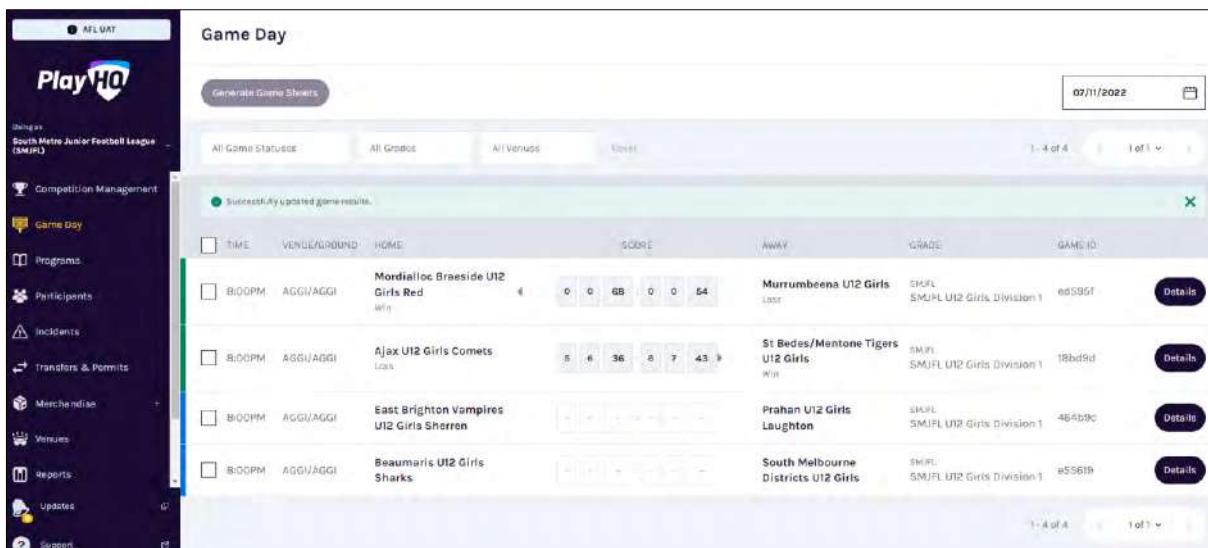 AFL UAT
Game Day
PlayHQ
Generate Game Sheets
07/11/2022
Using as
South Metro Junior Football League
(SMJFL)
All Game Statuses All Grades All Venues Reset 1 - 4 of 4 1 of 1
Competition Management
Successfully updated game results.
Game Day
TIME VENUE/GROUND HOME SCORE AWAY GRADE GAME ID
Programs
Participants
Incidents
Transfers & Permits
Merchandise +
Venues
Reports
Updates
Support
8:00PM AGGI/AGGI Mordialloc Braeside U12 Girls Red Win 0 0 68 0 0 54 Murrumbeena U12 Girls Loss SMJFL SMJFL U12 Girls Division 1 Details
8:00PM AGGI/AGGI Ajax U12 Girls Comets Loss 5 6 36 6 7 43 St Bedes/Mentone Tigers U12 Girls Win SMJFL SMJFL U12 Girls Division 1 18bd9d Details
8:00PM AGGI/AGGI East Brighton Vampires U12 Girls Sherren - - - - - - Prahan U12 Girls Laughton SMJFL SMJFL U12 Girls Division 1 Details
8:00PM AGGI/AGGI Beaumaris U12 Girls Sharks - - - - - - South Melbourne Districts U12 Girls SMJFL SMJFL U12 Girls Division 1 e55619 Details
1 - 4 of 4 1 of 1